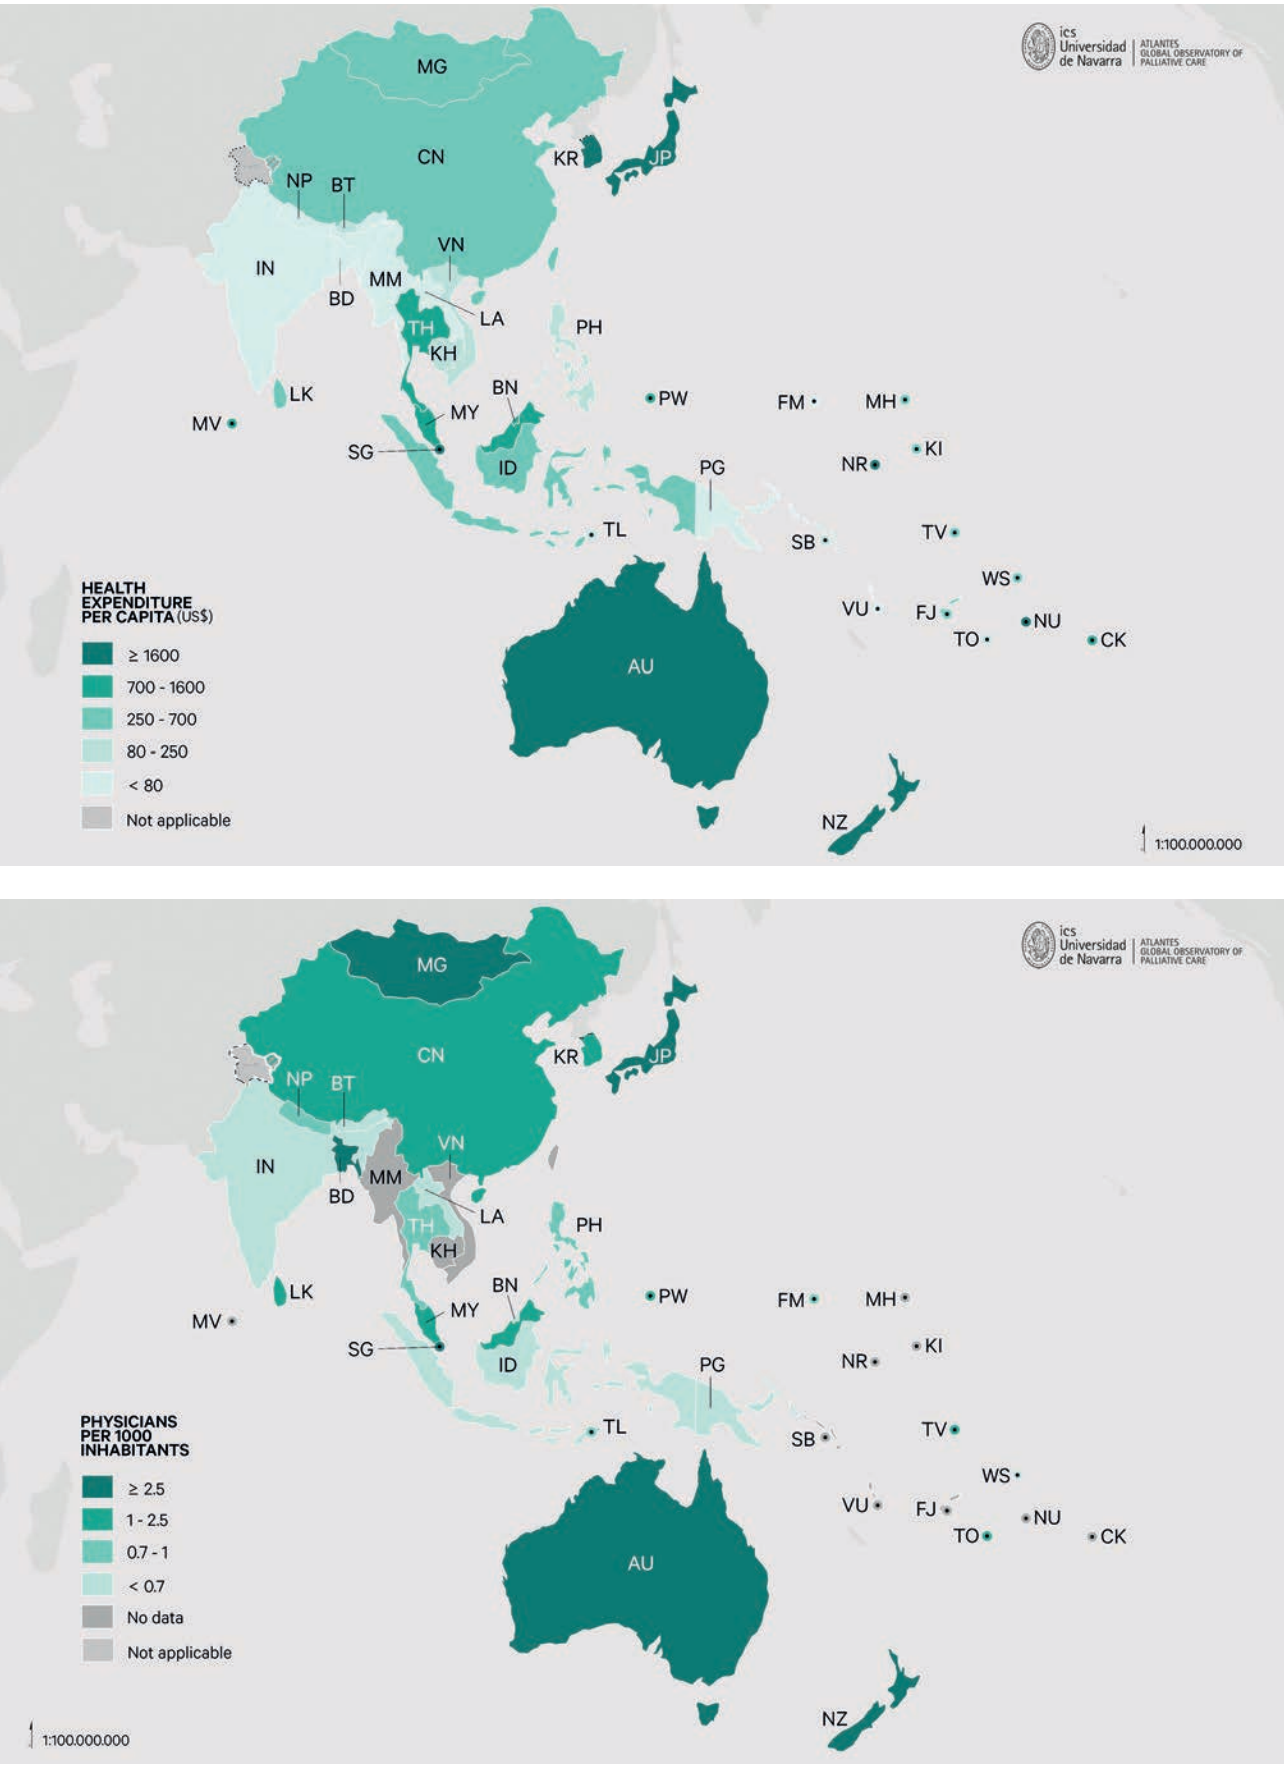 ics
Universidad
de Navarra
ATLANTES
GLOBAL OBSERVATORY OF
PALLIATIVE CARE
MG
CN
KR
JP
NP
BT
VN
IN
MM
BD
LA
TH
PH
KH
BN
LK
PW
FM
MH
MV
MY
SG
KI
ID
NR
PG
TL
SB
TV
WS
VU
FJ
NU
TO
CK
AU
NZ
HEALTH
EXPENDITURE
PER CAPITA (US$)
≥ 1600
700 - 1600
250 - 700
80 - 250
< 80
Not applicable
1:100.000.000
ics
Universidad
de Navarra
ATLANTES
GLOBAL OBSERVATORY OF
PALLIATIVE CARE
MG
CN
KR
JP
NP
BT
VN
IN
MM
BD
LA
TH
PH
KH
BN
LK
PW
FM
MH
MV
MY
SG
KI
ID
NR
PG
TL
SB
TV
WS
VU
FJ
NU
TO
CK
AU
NZ
PHYSICIANS
PER 1000
INHABITANTS
≥ 2.5
1 - 2.5
0.7 - 1
< 0.7
No data
Not applicable
1:100.000.000